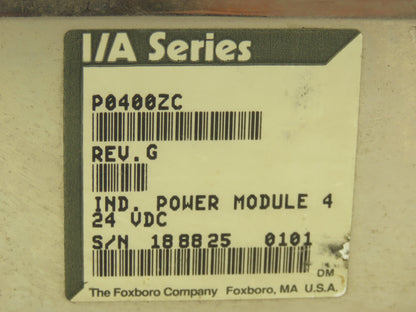 I/A Series
P0400ZC
REV.G
IND. POWER MODULE 4
24 VDC
S/N 188825 0101
DM
The Foxboro Company Foxboro, MA U.S.A.